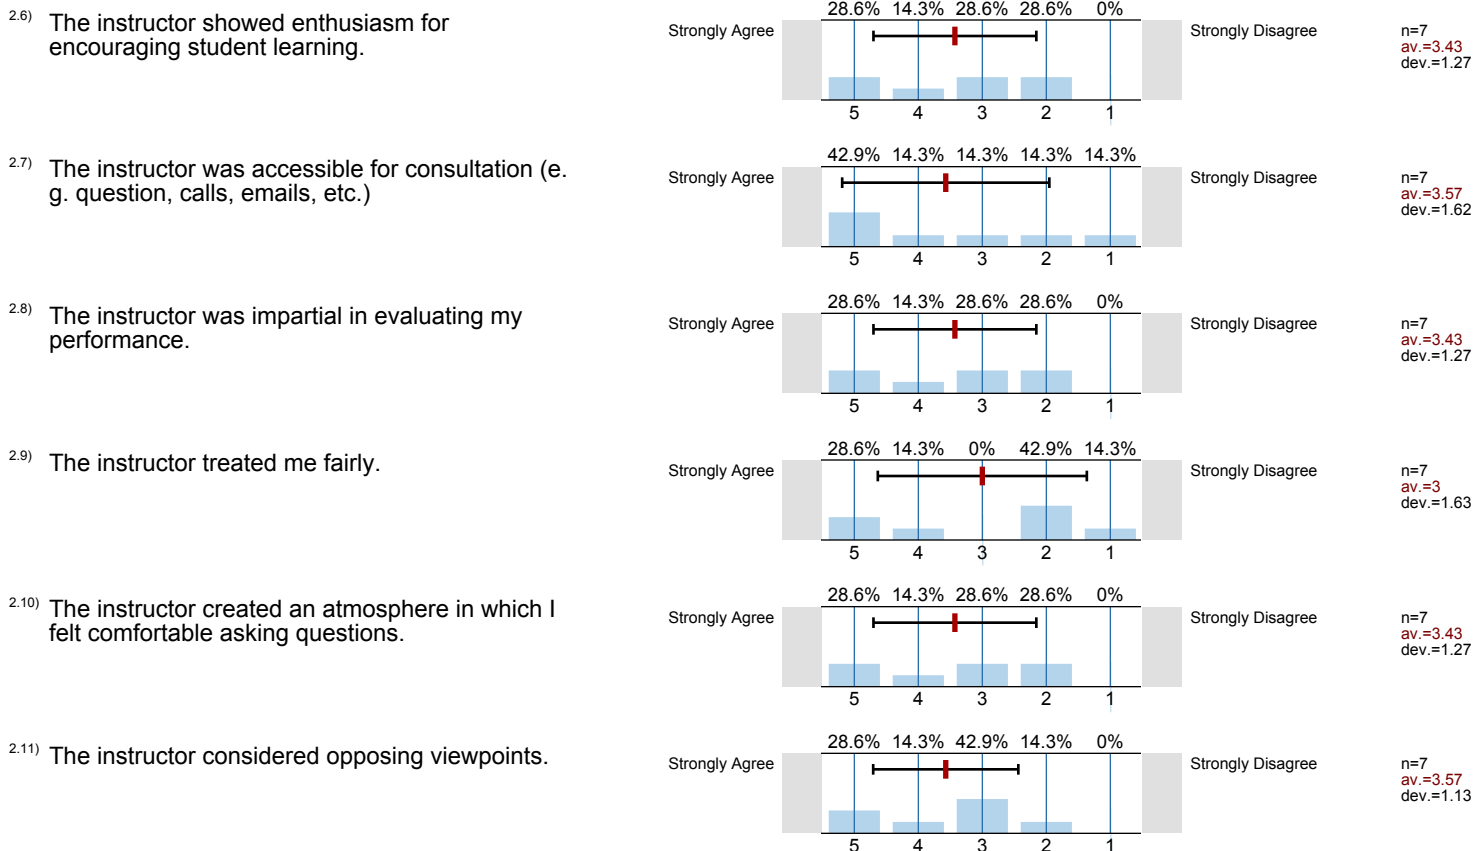 28.6% 14.3% 28.6% 28.6% 0%
2.6) The instructor showed enthusiasm for
encouraging student learning.
Strongly Agree
Strongly Disagree
n=7
av.=3.43
dev.=1.27
5 4 3 2 1
42.9% 14.3% 14.3% 14.3% 14.3%
2.7) The instructor was accessible for consultation (e.
g. question, calls, emails, etc.)
Strongly Agree
Strongly Disagree
n=7
av.=3.57
dev.=1.62
5 4 3 2 1
28.6% 14.3% 28.6% 28.6% 0%
2.8) The instructor was impartial in evaluating my
performance.
Strongly Agree
Strongly Disagree
n=7
av.=3.43
dev.=1.27
5 4 3 2 1
28.6% 14.3% 0% 42.9% 14.3%
2.9) The instructor treated me fairly.
Strongly Agree
Strongly Disagree
n=7
av.=3
dev.=1.63
5 4 3 2 1
28.6% 14.3% 28.6% 28.6% 0%
2.10) The instructor created an atmosphere in which I
felt comfortable asking questions.
Strongly Agree
Strongly Disagree
n=7
av.=3.43
dev.=1.27
5 4 3 2 1
28.6% 14.3% 42.9% 14.3% 0%
2.11) The instructor considered opposing viewpoints.
Strongly Agree
Strongly Disagree
n=7
av.=3.57
dev.=1.13
5 4 3 2 1